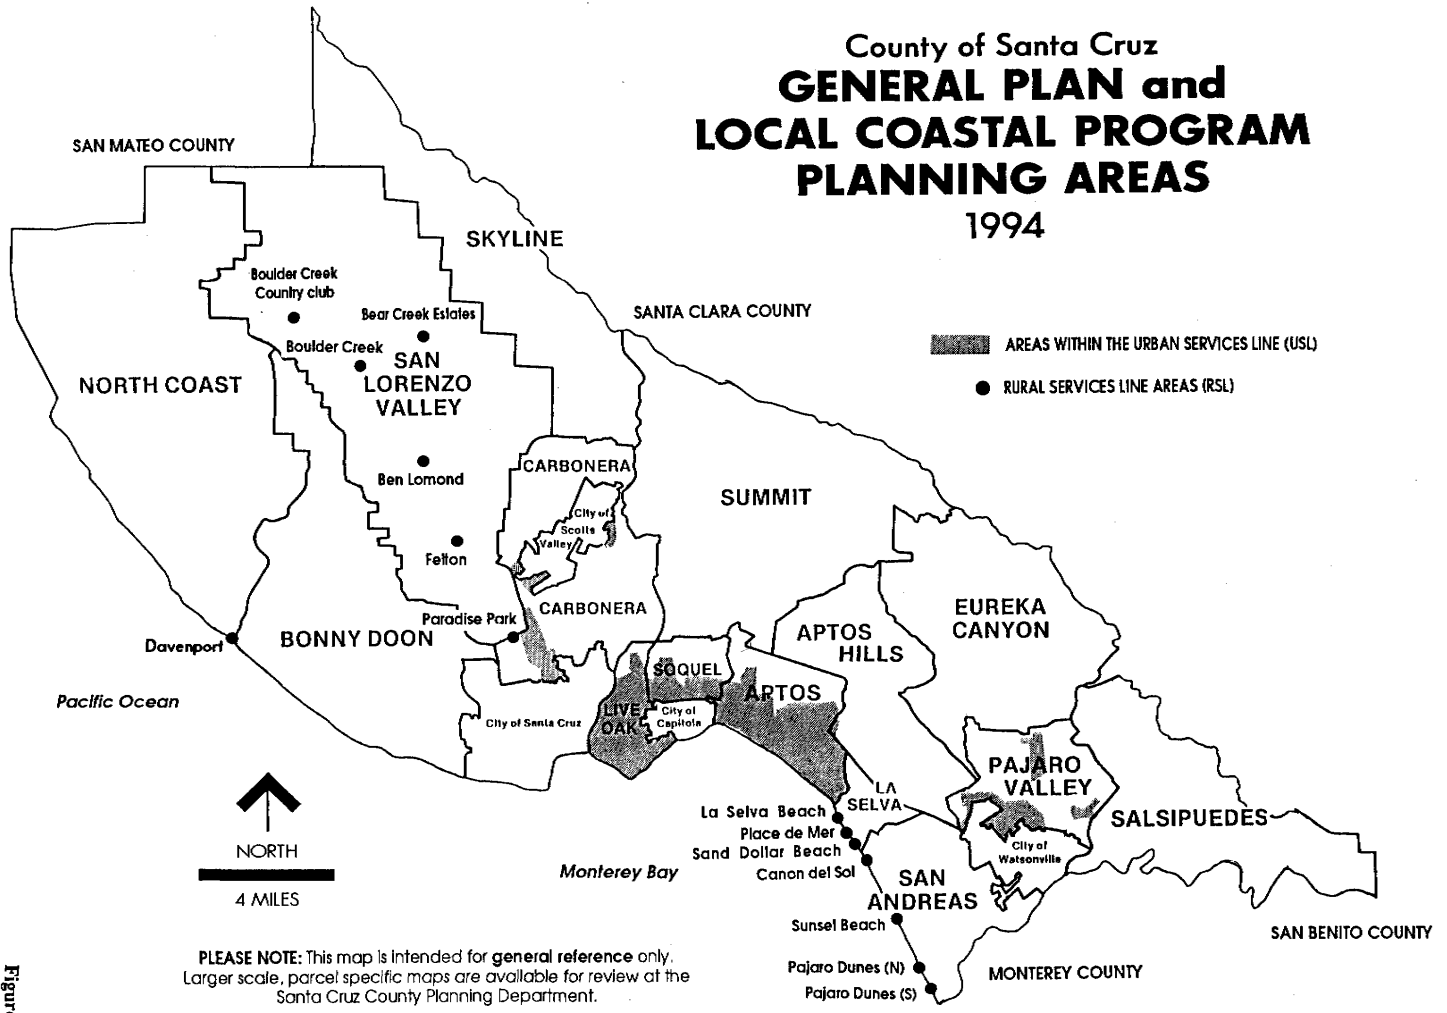 County of Santa Cruz
GENERAL PLAN and
LOCAL COASTAL PROGRAM
PLANNING AREAS
1994
SAN MATEO COUNTY
SKYLINE
Boulder Creek
Country club
SANTA CLARA COUNTY
Bear Creek Estates
AREAS WITHIN THE URBAN SERVICES LINE (USL)
Boulder Creek
SAN
LORENZO
VALLEY
NORTH COAST
RURAL SERVICES LINE AREAS (RSL)
CARBONERA
Ben Lomond
SUMMIT
City of
Scotts
Valley
Felton
CARBONERA
EUREKA
CANYON
Paradise Park
APTOS
HILLS
Davenport
BONNY DOON
SOQUEL
APTOS
Pacific Ocean
LIVE
OAK
City of
Capitola
City of Santa Cruz
PAJARO
VALLEY
LA
SELVA
La Selva Beach
SALSIPUEDES
Place de Mer
Sand Dollar Beach
City of
Watsonville
NORTH
Monterey Bay
Canon del Sol
SAN
ANDREAS
4 MILES
Sunset Beach
SAN BENITO COUNTY
PLEASE NOTE: This map is intended for general reference only.
Larger scale, parcel specific maps are available for review at the
Santa Cruz County Planning Department.
Pajaro Dunes (N)
MONTEREY COUNTY
Pajaro Dunes (S)